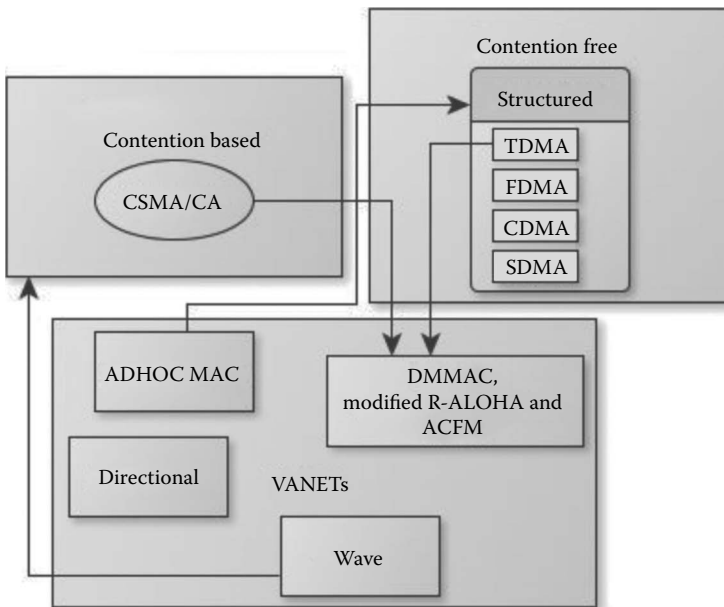 Contention free
Structured
TDMA
FDMA
CDMA
SDMA
Contention based
CSMA/CA
ADHOC MAC
DMMAC,
modified R-ALOHA and
ACFM
Directional
VANETs
Wave